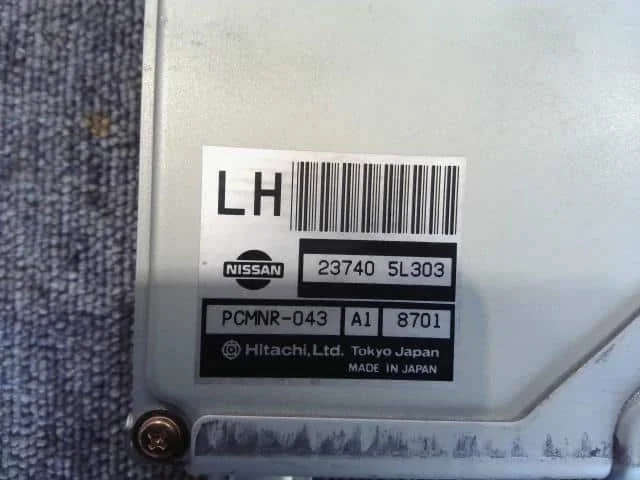 LH
NISSAN
23740 5L303
PCMNR-043 A1 8701
Hitachi, Ltd. Tokyo Japan
MADE IN JAPAN